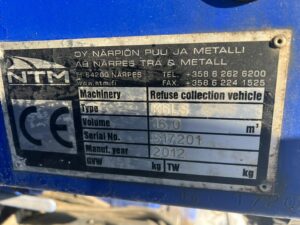 NTM
OY NÄRPIÖN PUU JA METALLI
AB NÄRPES TRÄ & METALL
64200 NÄRPES TEL. +358 6 262 6200
www.ntm.fi FAX +358 6 224 1525
CE
Machinery Refuse collection vehicle
Type
Volume m³
Serial No. 201
Manuf. year 2012
GVW kg TW kg